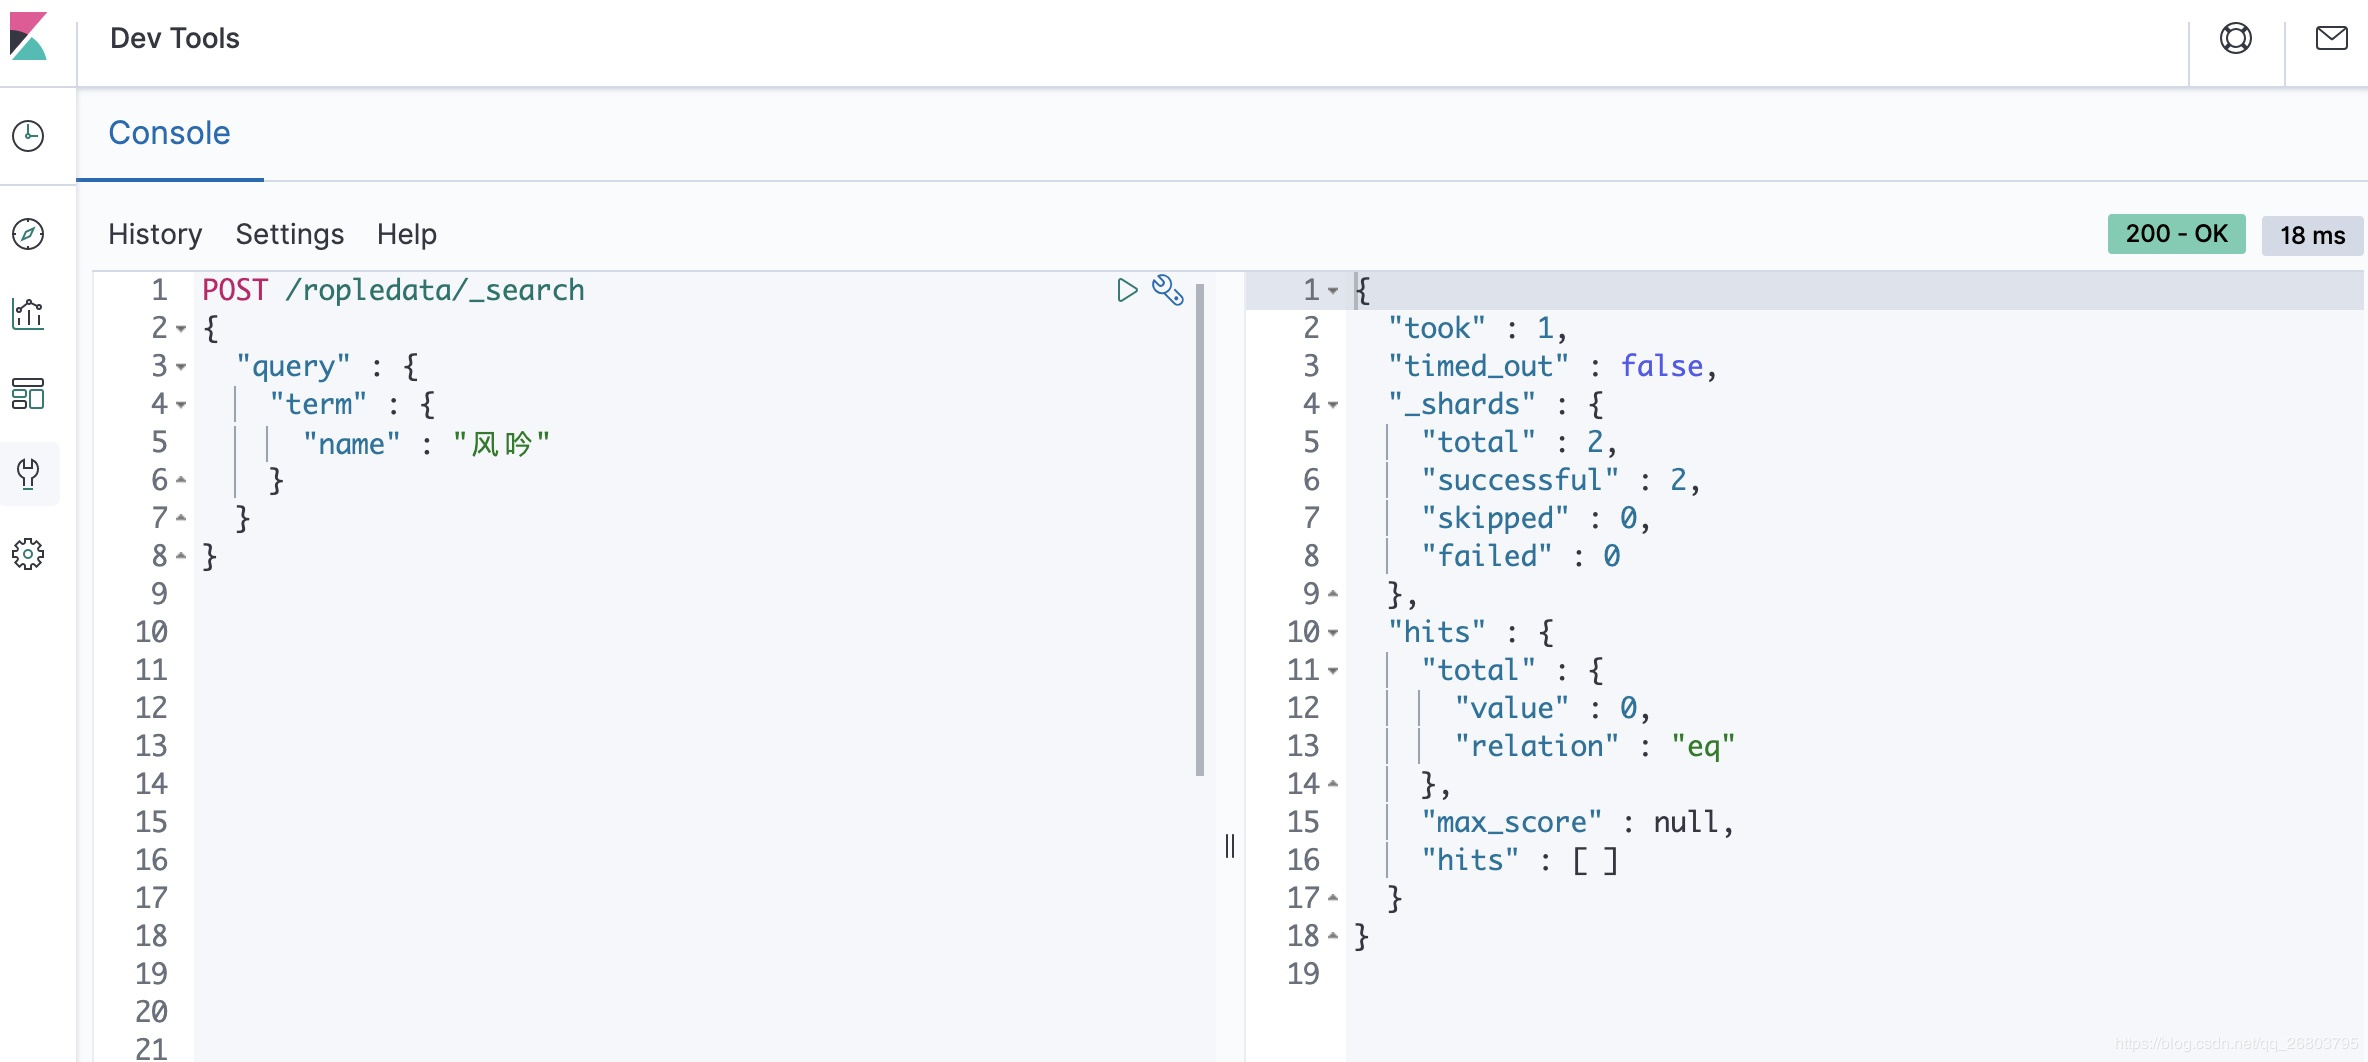 Dev Tools
Console
History Settings Help
200 - OK 18 ms
1 POST /ropledata/_search
2 {
3 "query" : {
4 "term" : {
5 "name" : "风吟"
6 }
7 }
8 }
9
10
11
12
13
14
15
16
17
18
19
20
21
1 {
2 "took" : 1,
3 "timed_out" : false,
4 "_shards" : {
5 "total" : 2,
6 "successful" : 2,
7 "skipped" : 0,
8 "failed" : 0
9 },
10 "hits" : {
11 "total" : {
12 "value" : 0,
13 "relation" : "eq"
14 },
15 "max_score" : null,
16 "hits" : [ ]
17 }
18 }
19
https://blog.csdn.net/qq_26803795